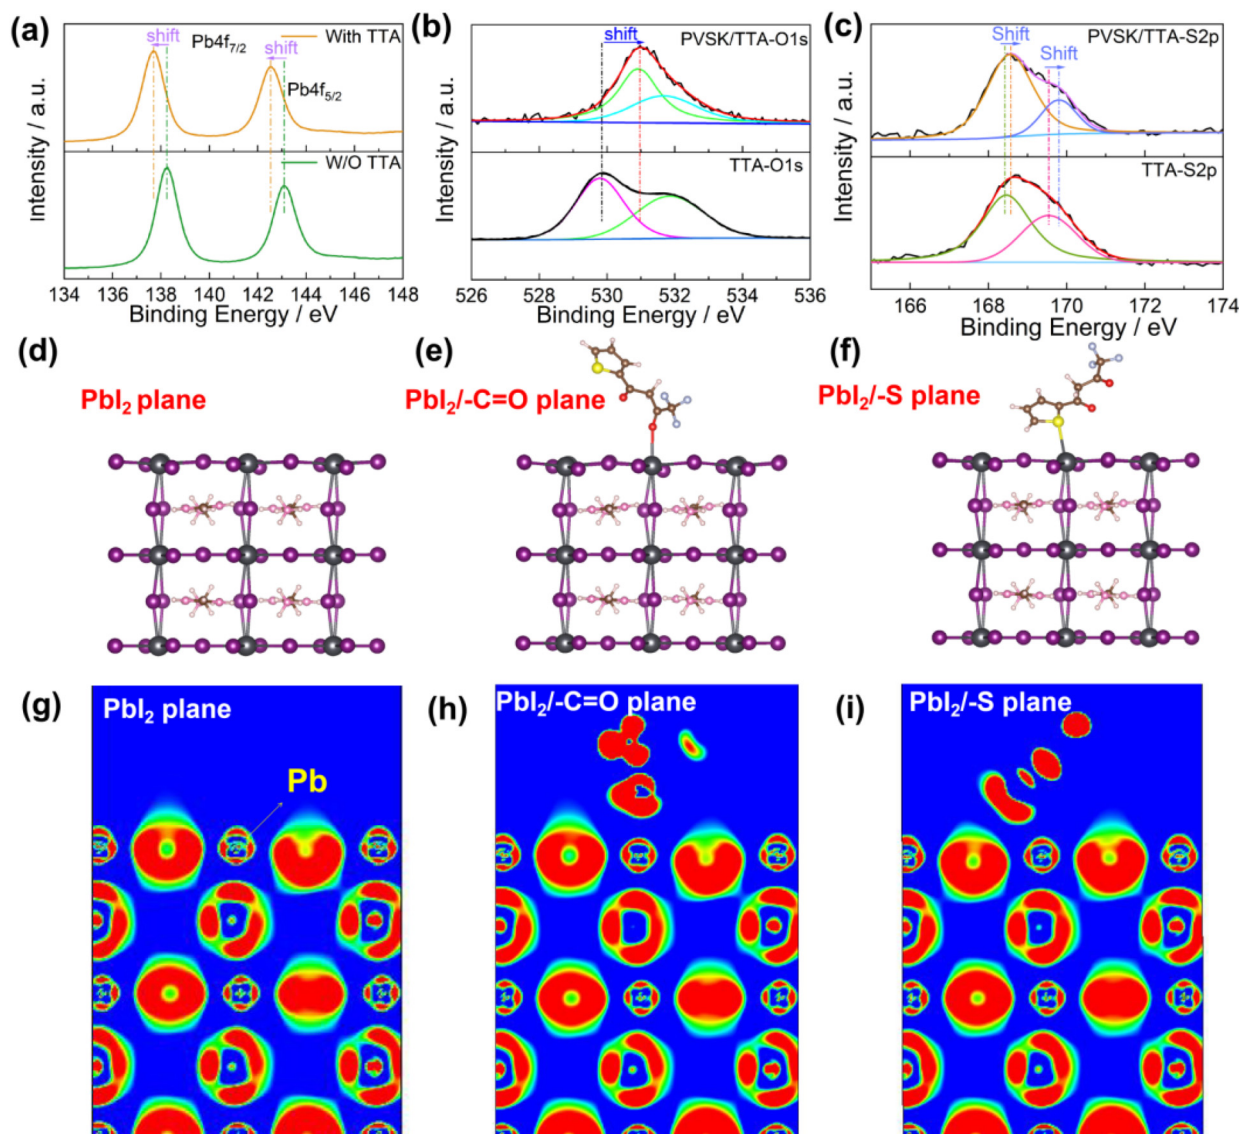 (a)
shift
Pb4f7/2
With TTA
shift
Pb4f5/2
W/O TTA
Intensity / a.u.
134 136 138 140 142 144 146 148
Binding Energy / eV
(b)
shift
PVSK/TTA-O1s
TTA-O1s
Intensity / a.u.
526 528 530 532 534 536
Binding Energy / eV
(c)
Shift
PVSK/TTA-S2p
Shift
TTA-S2p
Intensity / a.u.
166 168 170 172 174
Binding Energy / eV
(d)
PbI2 plane
(e)
PbI2/-C=O plane
(f)
PbI2/-S plane
(g)
PbI2 plane
Pb
(h)
PbI2/-C=O plane
(i)
PbI2/-S plane